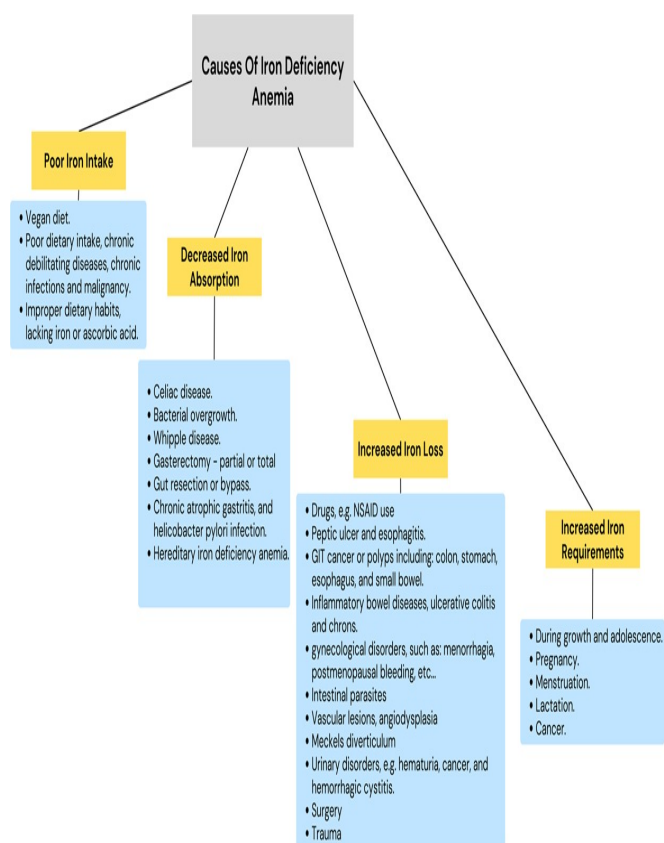 Causes Of Iron Deficiency
Anemia
Poor Iron Intake
• Vegan diet.
• Poor dietary intake, chronic
debilitating diseases, chronic
infections and malignancy.
• Improper dietary habits,
lacking iron or ascorbic acid.
Decreased Iron
Absorption
• Celiac disease.
• Bacterial overgrowth.
• Whipple disease.
• Gasterectomy - partial or total
• Gut resection or bypass.
• Chronic atrophic gastritis, and
helicobacter pylori infection.
• Hereditary iron deficiency anemia.
Increased Iron Loss
• Drugs, e.g. NSAID use
• Peptic ulcer and esophagitis.
• GIT cancer or polyps including: colon, stomach,
esophagus, and small bowel.
• Inflammatory bowel diseases, ulcerative colitis
and chrons.
• gynecological disorders, such as: menorrhagia,
postmenopausal bleeding, etc...
• Intestinal parasites
• Vascular lesions, angiodysplasia
• Meckels diverticulum
• Urinary disorders, e.g. hematuria, cancer, and
hemorrhagic cystitis.
• Surgery
• Trauma
Increased Iron
Requirements
• During growth and adolescence.
• Pregnancy.
• Menstruation.
• Lactation.
• Cancer.